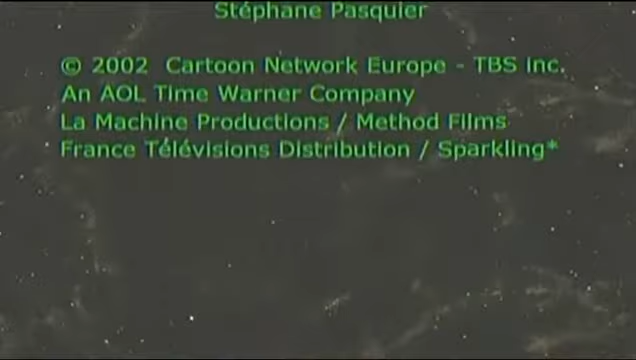 Stéphane Pasquier
© 2002 Cartoon Network Europe - TBS Inc.
An AOL Time Warner Company
La Machine Productions / Method Films
France Télévisions Distribution / Sparkling*